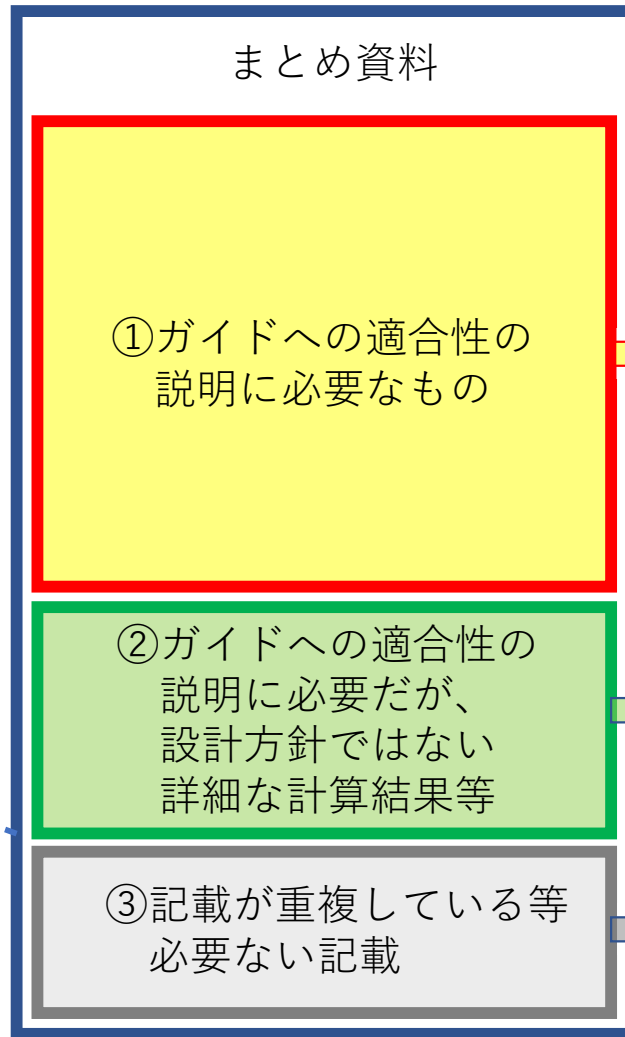 まとめ資料
①ガイドへの適合性の
説明に必要なもの
②ガイドへの適合性の
説明に必要だが、
設計方針ではない
詳細な計算結果等
③記載が重複している等
必要ない記載